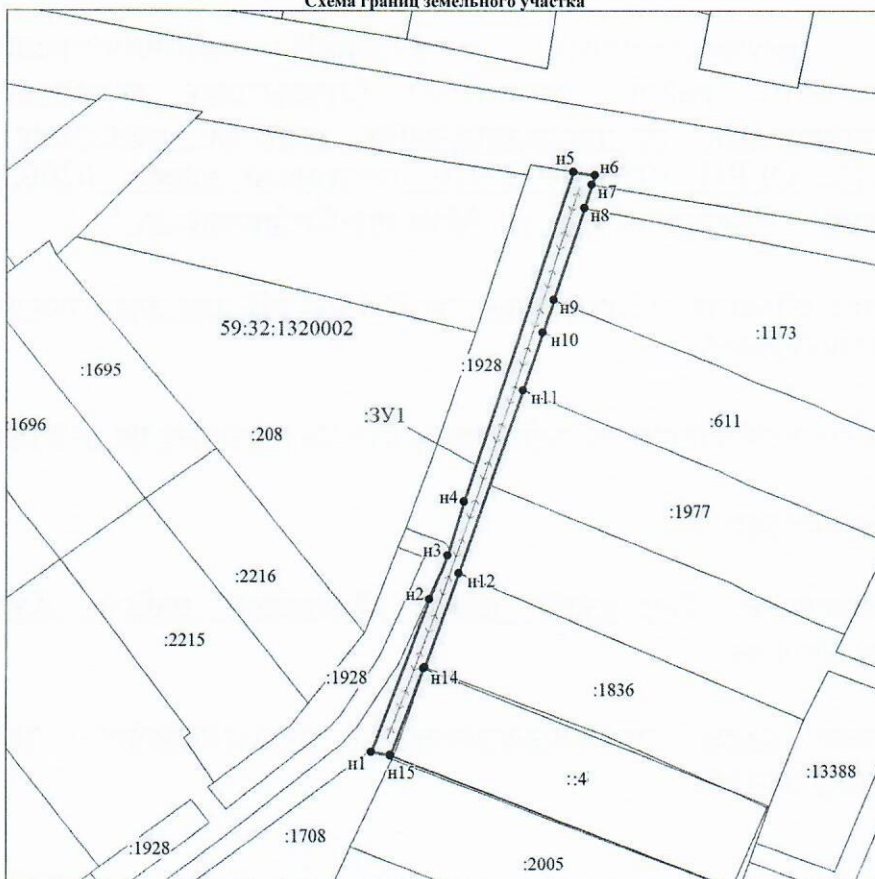 Схема границ земельного участка
н5
н6
н7
н8
н9
:1173
59:32:1320002
н10
:1928
:1695
н11
:ЗУ1
:611
:1696
:208
н4
:1977
н3
н12
:2216
н2
:2215
:1928
н14
:1836
н1
н15
::4
:13388
:1708
:1928
:2005